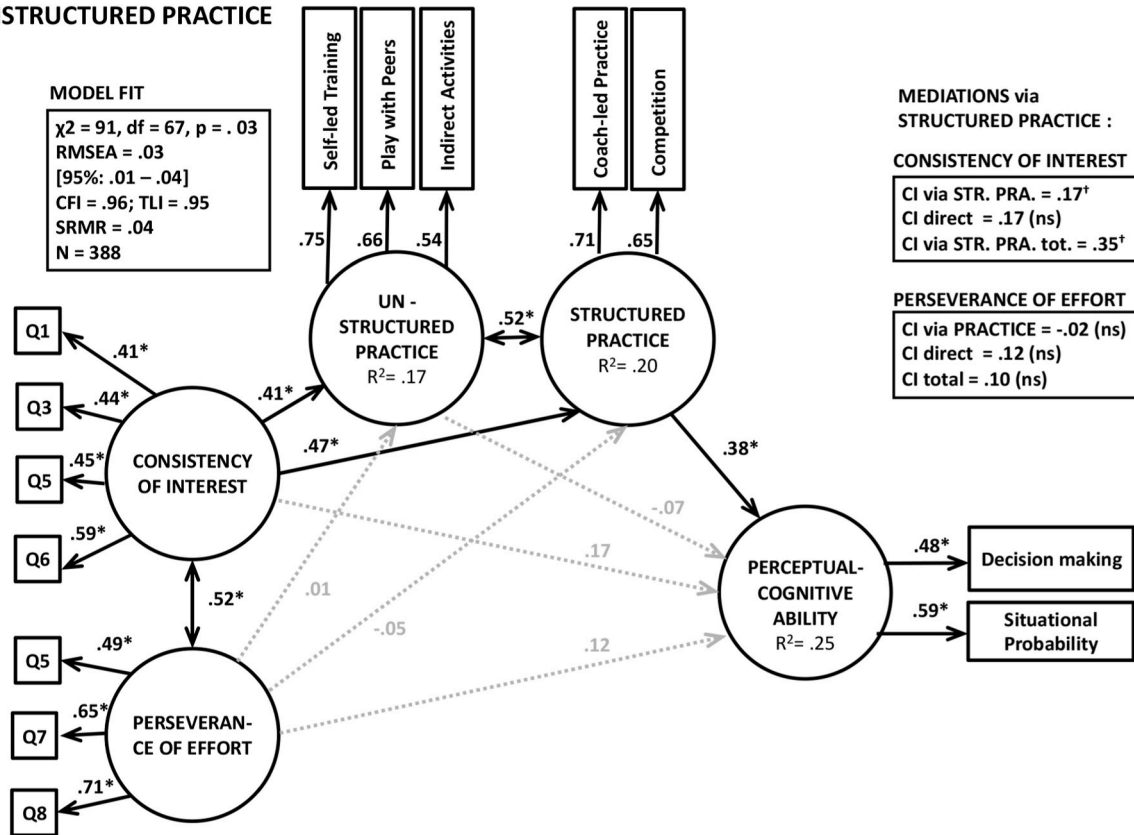 STRUCTURED PRACTICE
MODEL FIT
χ2 = 91, df = 67, p = . 03
RMSEA = .03
[95%: .01 – .04]
CFI = .96; TLI = .95
SRMR = .04
N = 388
Self-led Training
Play with Peers
Indirect Activities
Coach-led Practice
Competition
.75
.66
.54
.71
.65
MEDIATIONS via
STRUCTURED PRACTICE :
CONSISTENCY OF INTEREST
CI via STR. PRA. = .17†
CI direct = .17 (ns)
CI via STR. PRA. tot. = .35†
PERSEVERANCE OF EFFORT
CI via PRACTICE = -.02 (ns)
CI direct = .12 (ns)
CI total = .10 (ns)
UN -
STRUCTURED
PRACTICE
R²= .17
.52*
STRUCTURED
PRACTICE
R²= .20
Q1
Q3
Q5
Q6
.41*
.44*
.45*
.59*
CONSISTENCY
OF INTEREST
.41*
.47*
.38*
-.07
.17
.01
-.05
.12
.52*
PERCEPTUAL-
COGNITIVE
ABILITY
R²= .25
.48*
Decision making
.59*
Situational
Probability
Q5
Q7
Q8
.49*
.65*
.71*
PERSEVERAN-
CE OF EFFORT